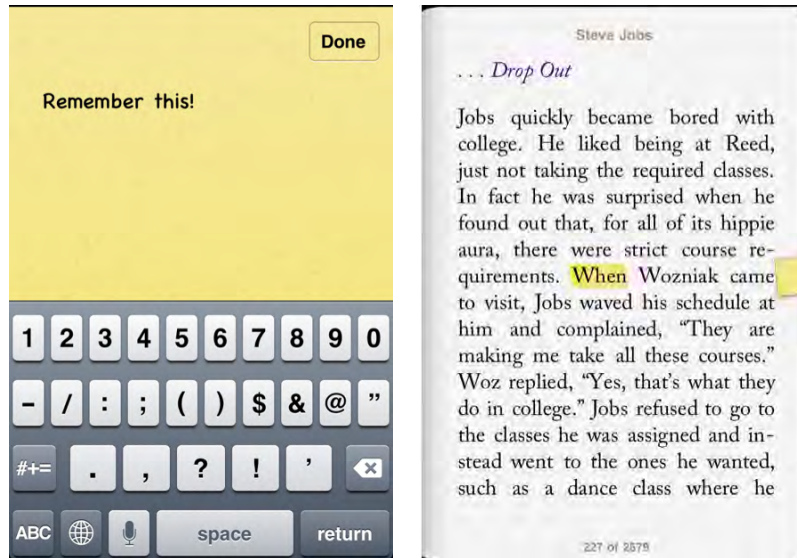 Done
Remember this!
1 2 3 4 5 6 7 8 9 0
- / : ; ( ) $ & @ ”
#+= . , ? ! ’
ABC space return
Steve Jobs
. . . Drop Out
Jobs quickly became bored with
college. He liked being at Reed,
just not taking the required classes.
In fact he was surprised when he
found out that, for all of its hippie
aura, there were strict course re-
quirements. When Wozniak came
to visit, Jobs waved his schedule at
him and complained, “They are
making me take all these courses.”
Woz replied, “Yes, that’s what they
do in college.” Jobs refused to go to
the classes he was assigned and in-
stead went to the ones he wanted,
such as a dance class where he
227 of 2579